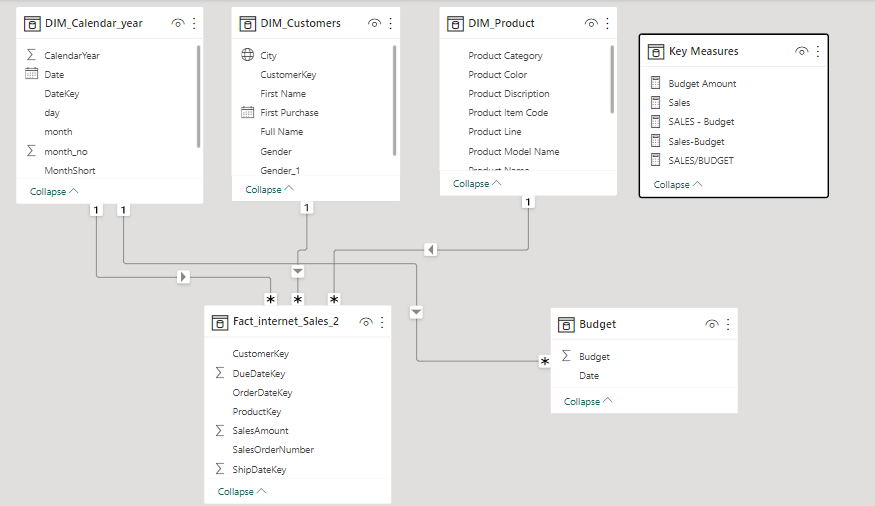 DIM_Calendar_year
CalendarYear
Date
DateKey
day
month
month_no
MonthShort
Collapse
DIM_Customers
City
CustomerKey
First Name
First Purchase
Full Name
Gender
Gender_1
Collapse
DIM_Product
Product Category
Product Color
Product Discription
Product Item Code
Product Line
Product Model Name
Product Name
Collapse
Key Measures
Budget Amount
Sales
SALES - Budget
Sales-Budget
SALES/BUDGET
Collapse
1
1
1
1
*
*
*
*
Fact_internet_Sales_2
CustomerKey
DueDateKey
OrderDateKey
ProductKey
SalesAmount
SalesOrderNumber
ShipDateKey
Collapse
Budget
Budget
Date
Collapse